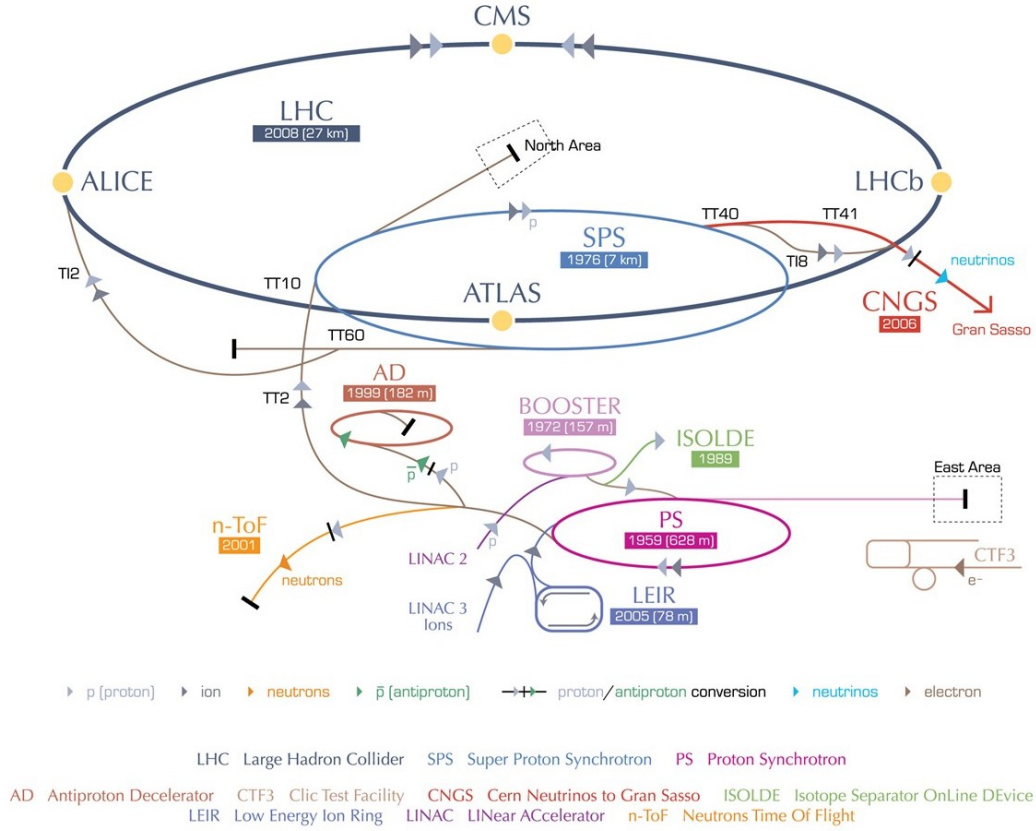 CMS
LHC
2008 (27 km)
North Area
ALICE
LHCb
TT40
TT41
p
SPS
1976 (7 km)
TI2
TT10
TI8
neutrinos
ATLAS
CNGS
2006
Gran Sasso
TT60
AD
1999 (182 m)
TT2
BOOSTER
1972 (157 m)
ISOLDE
1989
p̅
p
East Area
n-ToF
2001
PS
1959 (628 m)
p
LINAC 2
CTF3
neutrons
e-
LEIR
2005 (78 m)
LINAC 3
Ions
p (proton) ion neutrons p̅ (antiproton) proton/antiproton conversion neutrinos electron
LHC Large Hadron Collider SPS Super Proton Synchrotron PS Proton Synchrotron
AD Antiproton Decelerator CTF3 Clic Test Facility CNGS Cern Neutrinos to Gran Sasso ISOLDE Isotope Separator OnLine DEvice
LEIR Low Energy Ion Ring LINAC LINear ACcelerator n-ToF Neutrons Time Of Flight